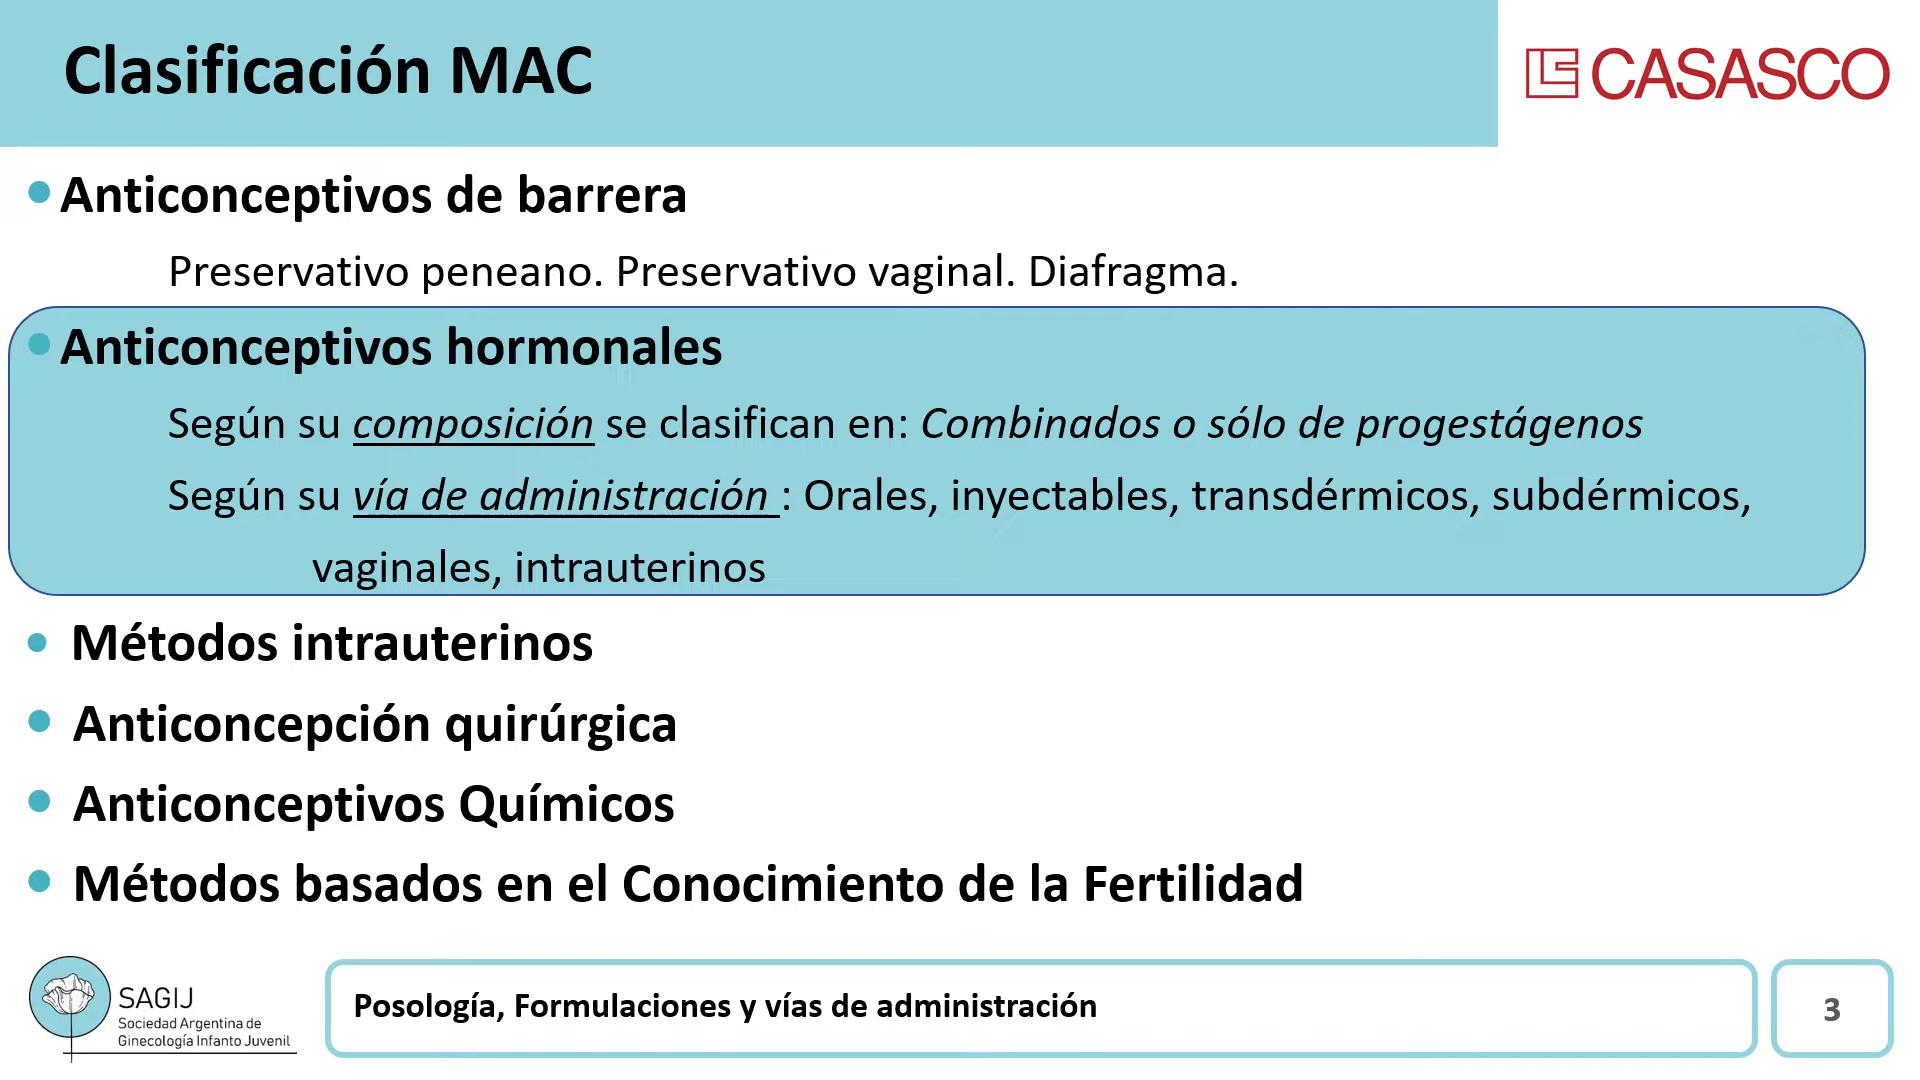 Clasificación MAC
CASASCO
Anticonceptivos de barrera
Preservativo peneano. Preservativo vaginal. Diafragma.
Anticonceptivos hormonales
Según su composición se clasifican en: Combinados o sólo de progestágenos
Según su vía de administración : Orales, inyectables, transdérmicos, subdérmicos,
vaginales, intrauterinos
Métodos intrauterinos
Anticoncepción quirúrgica
Anticonceptivos Químicos
Métodos basados en el Conocimiento de la Fertilidad
SAGIJ
Sociedad Argentina de
Ginecología Infanto Juvenil
Posología, Formulaciones y vías de administración
3